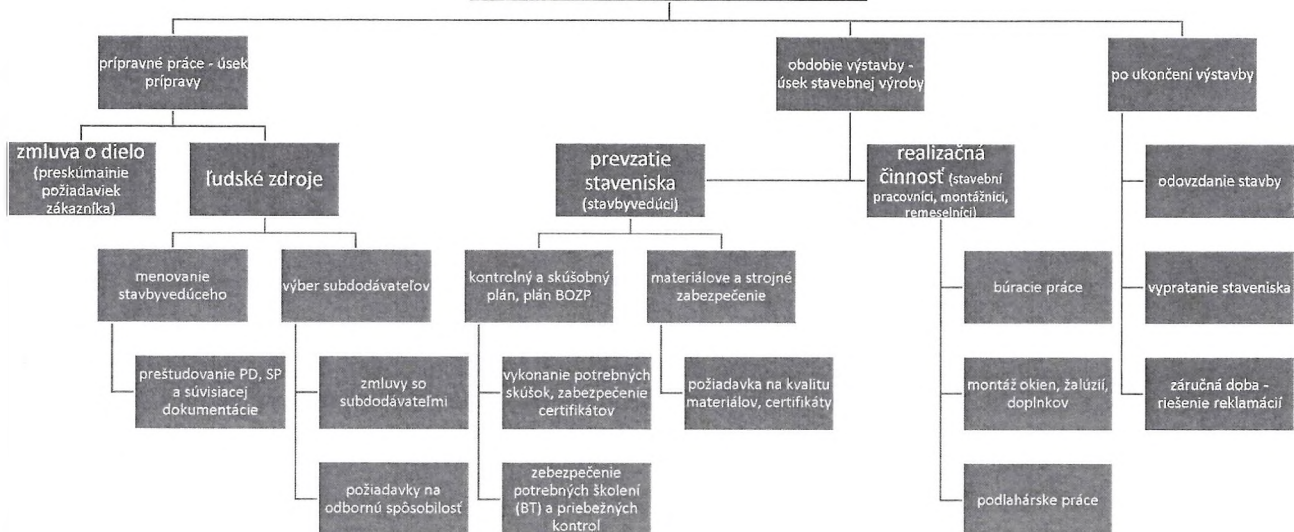 prípravné práce - úsek
prípravy
obdobie výstavby -
úsek stavebnej výroby
po ukončení výstavby
zmluva o dielo
(preskúmainie
požiadaviek
zákazníka)
ľudské zdroje
prevzatie
staveniska
(stavbyvedúci)
realizačná
činnosť (stavební
pracovníci, montážnici,
remeselníci)
odovzdanie stavby
menovanie
stavbyvedúceho
výber subdodávateľov
kontrolný a skúšobný
plán, plán BOZP
materiálove a strojné
zabezpečenie
búracie práce
vypratanie staveniska
preštudovanie PD, SP
a súvisiacej
dokumentácie
zmluvy so
subdodávateľmi
vykonanie potrebných
skúšok, zabezpečenie
certifikátov
požiadavka na kvalitu
materiálov, certifikáty
montáž okien, žalúzií,
doplnkov
záručná doba -
riešenie reklamácií
požiadavky na
odbornú spôsobilosť
zebezpečenie
potrebných školení
(BT) a priebežných
kontrol
podlahárske práce